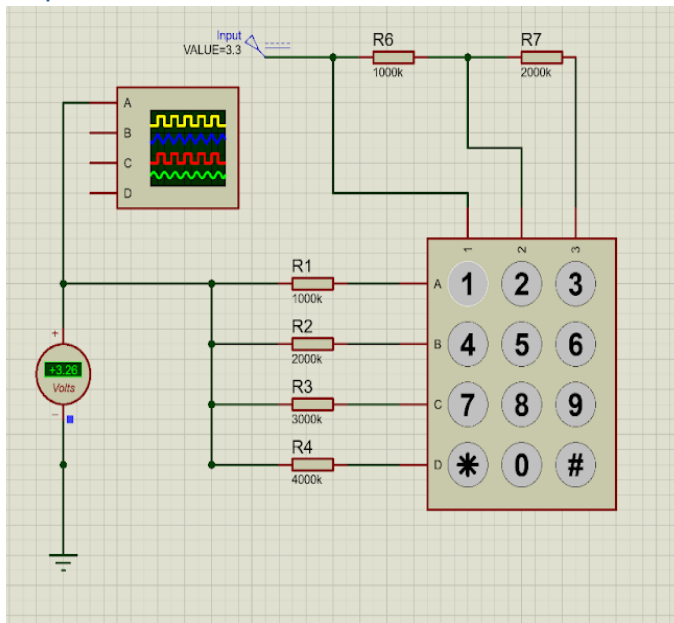 Input
VALUE=3.3
R6
1000k
R7
2000k
A
B
C
D
1
2
3
R1
1000k
R2
2000k
R3
3000k
R4
4000k
A
1
2
3
B
4
5
6
C
7
8
9
D
*
0
#
+
+3.26
Volts
−